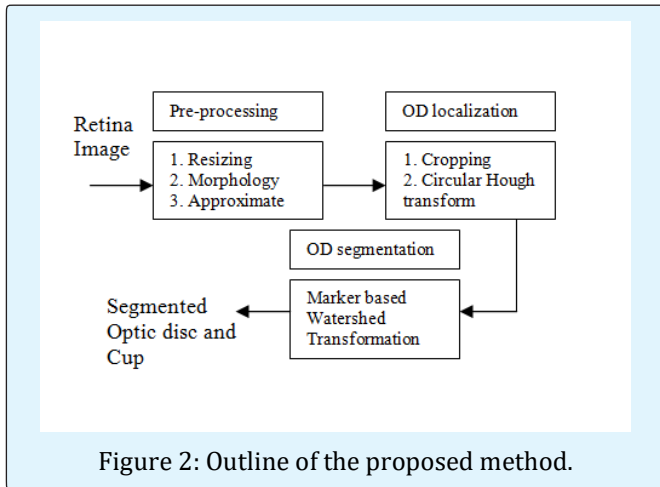 Pre-processing
OD localization
Retina
Image
1. Resizing
2. Morphology
3. Approximate
1. Cropping
2. Circular Hough
transform
OD segmentation
Marker based
Watershed
Transformation
Segmented
Optic disc and
Cup
Figure 2: Outline of the proposed method.